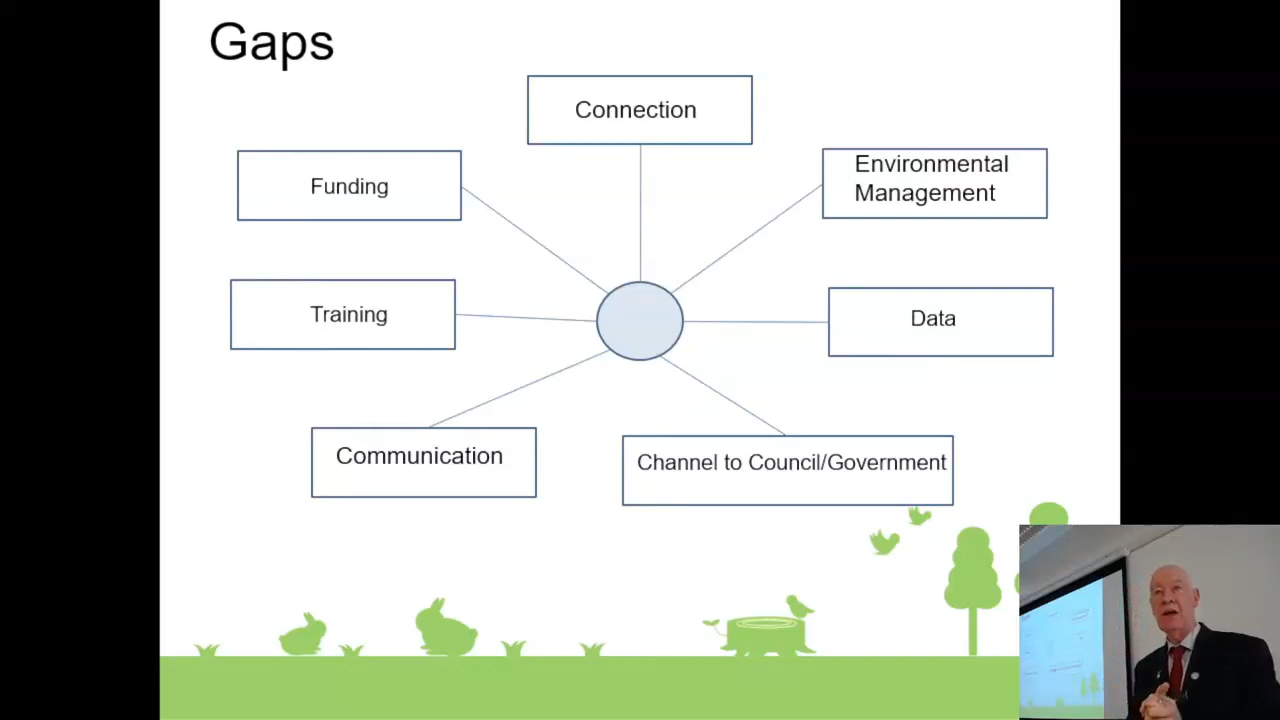 Gaps
Connection
Funding
Environmental
Management
Training
Data
Communication
Channel to Council/Government